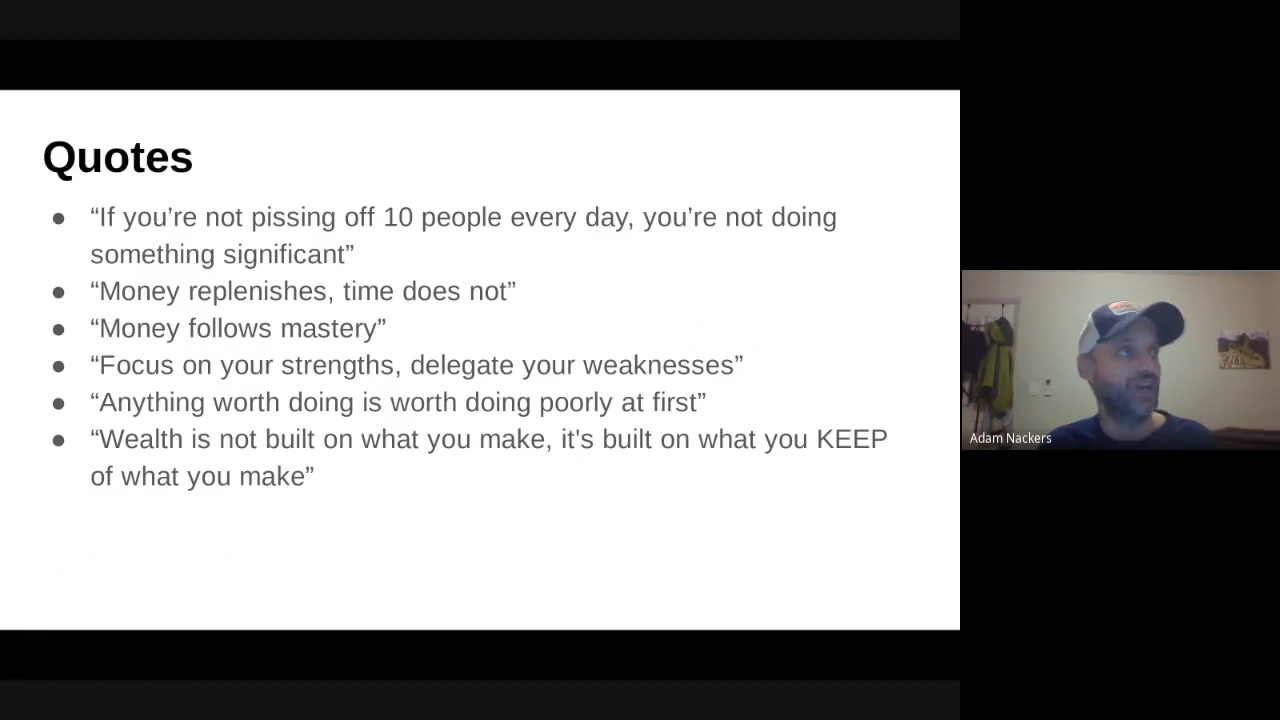 Quotes
● “If you’re not pissing off 10 people every day, you’re not doing
something significant”
● “Money replenishes, time does not”
● “Money follows mastery”
● “Focus on your strengths, delegate your weaknesses”
● “Anything worth doing is worth doing poorly at first”
● “Wealth is not built on what you make, it's built on what you KEEP
of what you make”
Adam Nackers